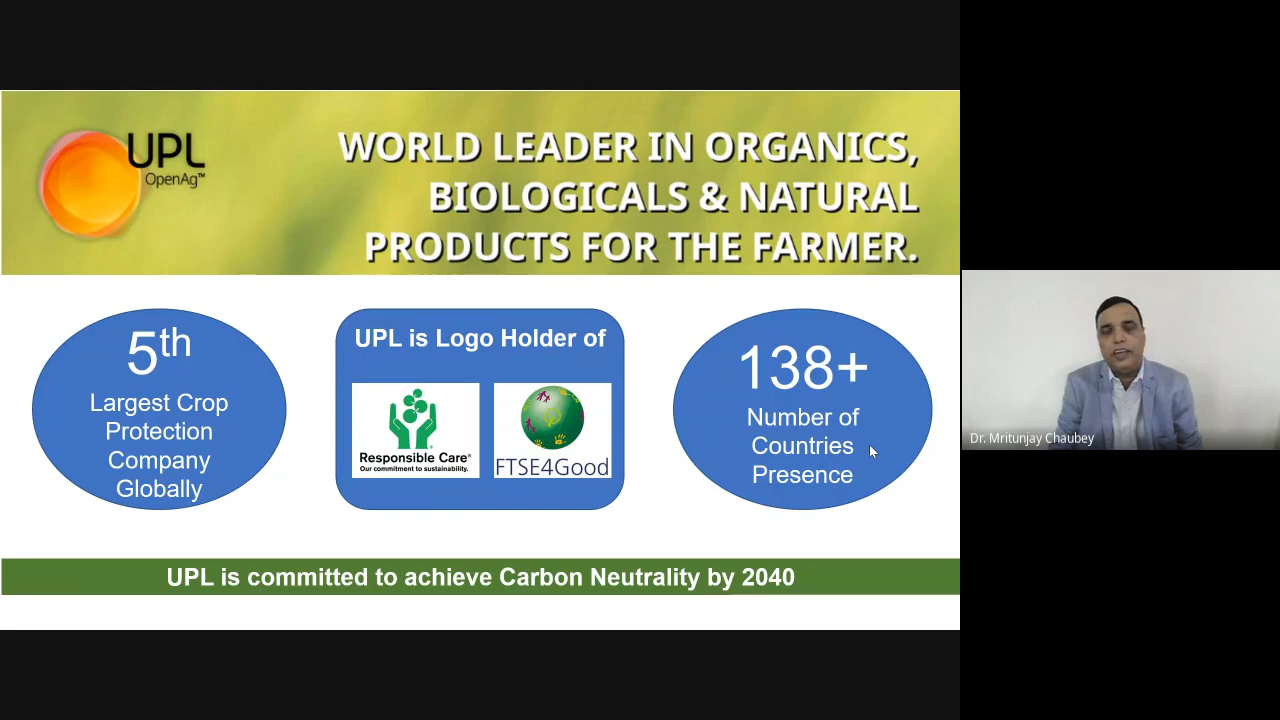 UPL
OpenAg™
WORLD LEADER IN ORGANICS,
BIOLOGICALS & NATURAL
PRODUCTS FOR THE FARMER.
5th
Largest Crop
Protection
Company
Globally
UPL is Logo Holder of
Responsible Care®
Our commitment to sustainability.
FTSE4Good
138+
Number of
Countries
Presence
UPL is committed to achieve Carbon Neutrality by 2040
Dr. Mritunjay Chaubey